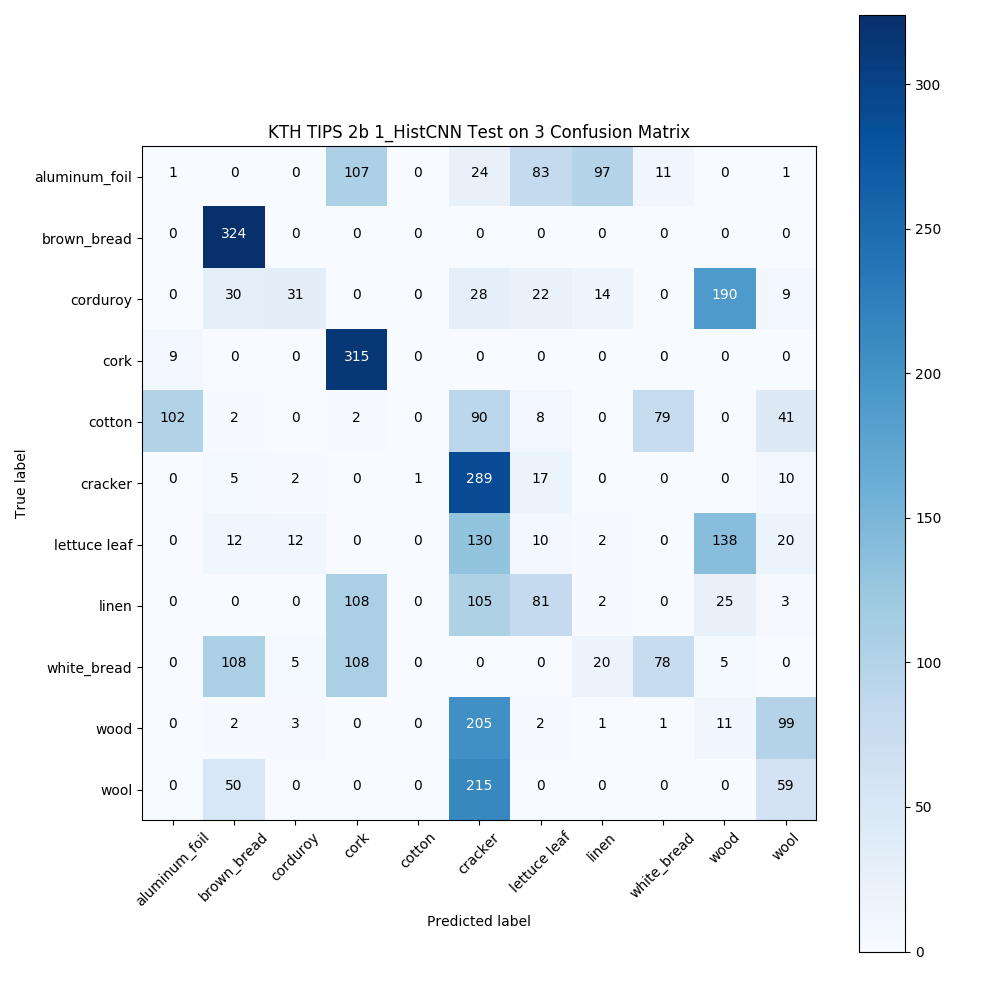 KTH TIPS 2b 1_HistCNN Test on 3 Confusion Matrix
True label
aluminum_foil 1 0 0 107 0 24 83 97 11 0 1
brown_bread 0 324 0 0 0 0 0 0 0 0 0
corduroy 0 30 31 0 0 28 22 14 0 190 9
cork 9 0 0 315 0 0 0 0 0 0 0
cotton 102 2 0 2 0 90 8 0 79 0 41
cracker 0 5 2 0 1 289 17 0 0 0 10
lettuce leaf 0 12 12 0 0 130 10 2 0 138 20
linen 0 0 0 108 0 105 81 2 0 25 3
white_bread 0 108 5 108 0 0 0 20 78 5 0
wood 0 2 3 0 0 205 2 1 1 11 99
wool 0 50 0 0 0 215 0 0 0 0 59
aluminum_foil brown_bread corduroy cork cotton cracker lettuce leaf linen white_bread wood wool
Predicted label
300
250
200
150
100
50
0